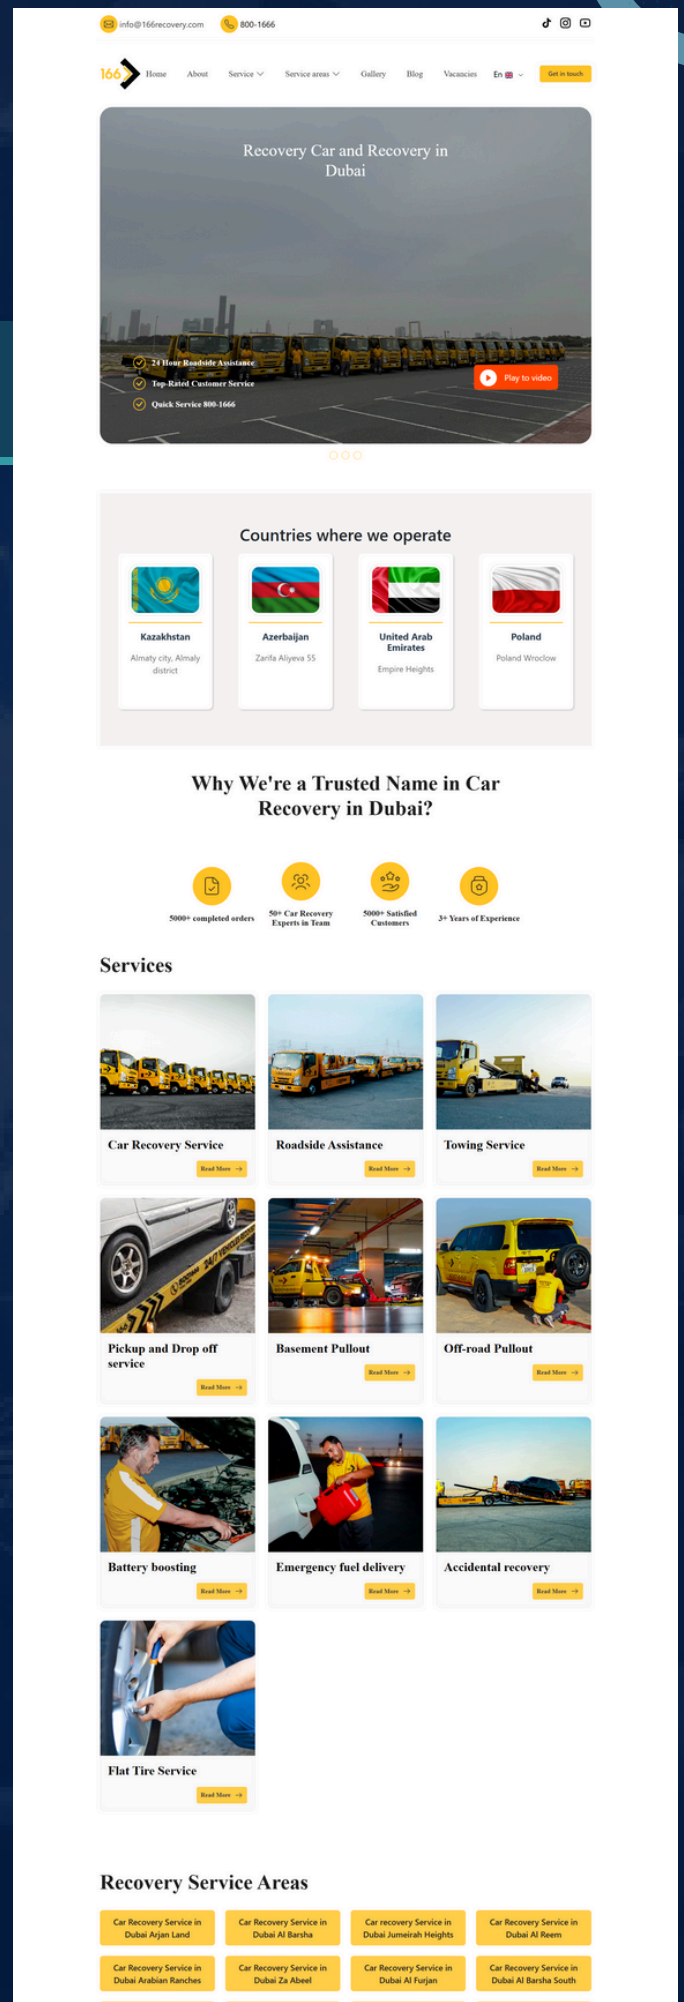 info@166recovery.com
800-1666
166
Home
About
Service
Service areas
Gallery
Blog
Vacancies
En
Get in touch
Recovery Car and Recovery in
Dubai
24 Hour Roadside Assistance
Top-Rated Customer Service
Quick Service 800-1666
Play to video
Countries where we operate
Kazakhstan
Almaty city, Almaly
district
Azerbaijan
Zarifa Aliyeva 55
United Arab
Emirates
Empire Heights
Poland
Poland Wroclow
Why We're a Trusted Name in Car
Recovery in Dubai?
5000+ completed orders
50+ Car Recovery
Experts in Team
5000+ Satisfied
Customers
3+ Years of Experience
Services
Car Recovery Service
Read More
Roadside Assistance
Read More
Towing Service
Read More
24/7 VEHICLES
166
Pickup and Drop off
service
Read More
Basement Pullout
Read More
Off-road Pullout
Read More
Battery boosting
Read More
Emergency fuel delivery
Read More
Accidental recovery
Read More
Flat Tire Service
Read More
Recovery Service Areas
Car Recovery Service in
Dubai Arjan Land
Car Recovery Service in
Dubai Al Barsha
Car recovery Service in
Dubai Jumeirah Heights
Car Recovery Service in
Dubai Al Reem
Car Recovery Service in
Dubai Arabian Ranches
Car Recovery Service in
Dubai Za Abeel
Car Recovery Service in
Dubai Al Furjan
Car Recovery Service in
Dubai Al Barsha South